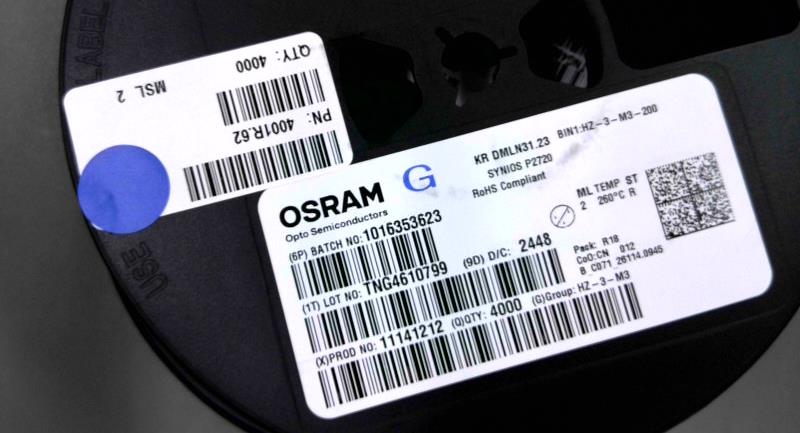 LABEL
QTY: 4000
MSL 2
PN: 4001R.62
USE
OSRAM G
Opto Semiconductors
KR DMLN31.23 BIN1:HZ-3-M3-200
SYNIOS P2720
RoHS Compliant
ML TEMP ST
2 260°C R
(6P) BATCH NO:1016353623
(1T) LOT NO: TNG4610799 (9D) D/C: 2448
Pack: R18
CoO:CN 012
B_C071_26114.0945
(X)PROD NO:11141212 (Q)QTY: 4000 (G)Group: HZ-3-M3